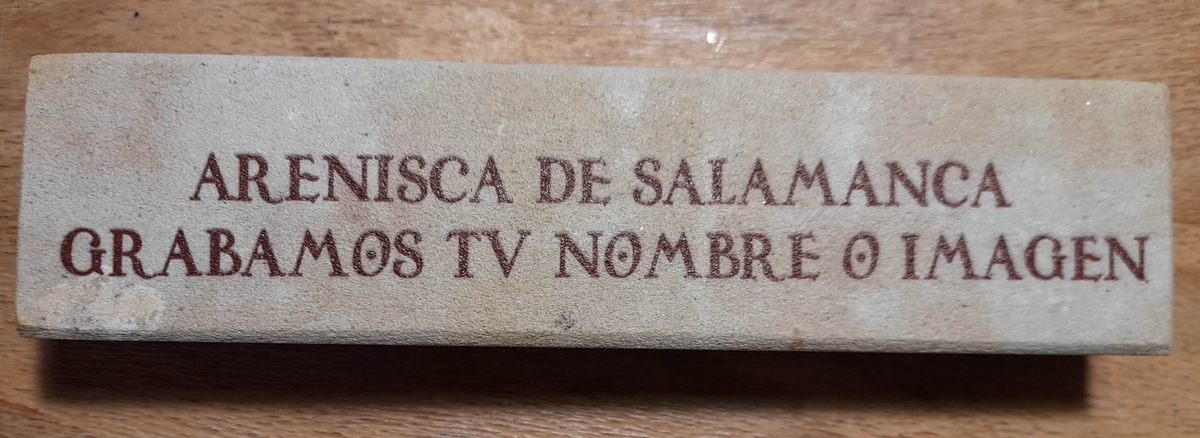 ARENISCA DE SALAMANCA
GRABAMOS TV NOMBRE O IMAGEN